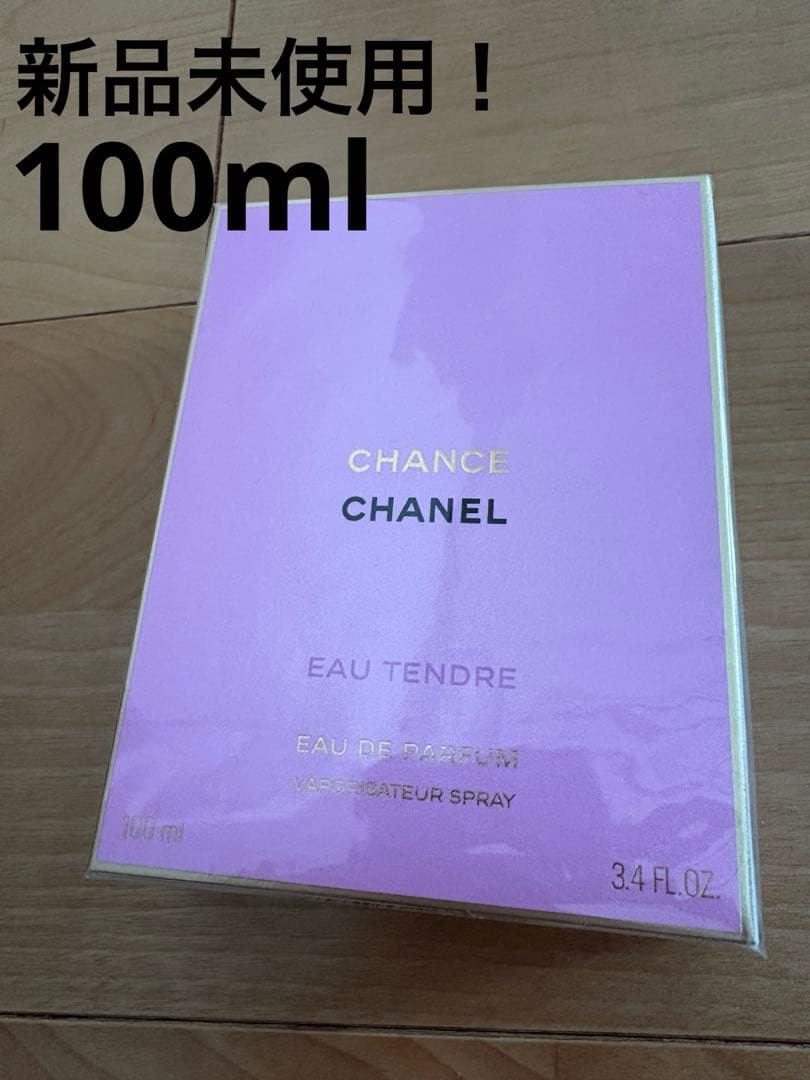 新品未使用！
100ml
CHANCE
CHANEL
EAU TENDRE
EAU DE PARFUM
VAPORISATEUR SPRAY
100 ml
3.4 FL.OZ.